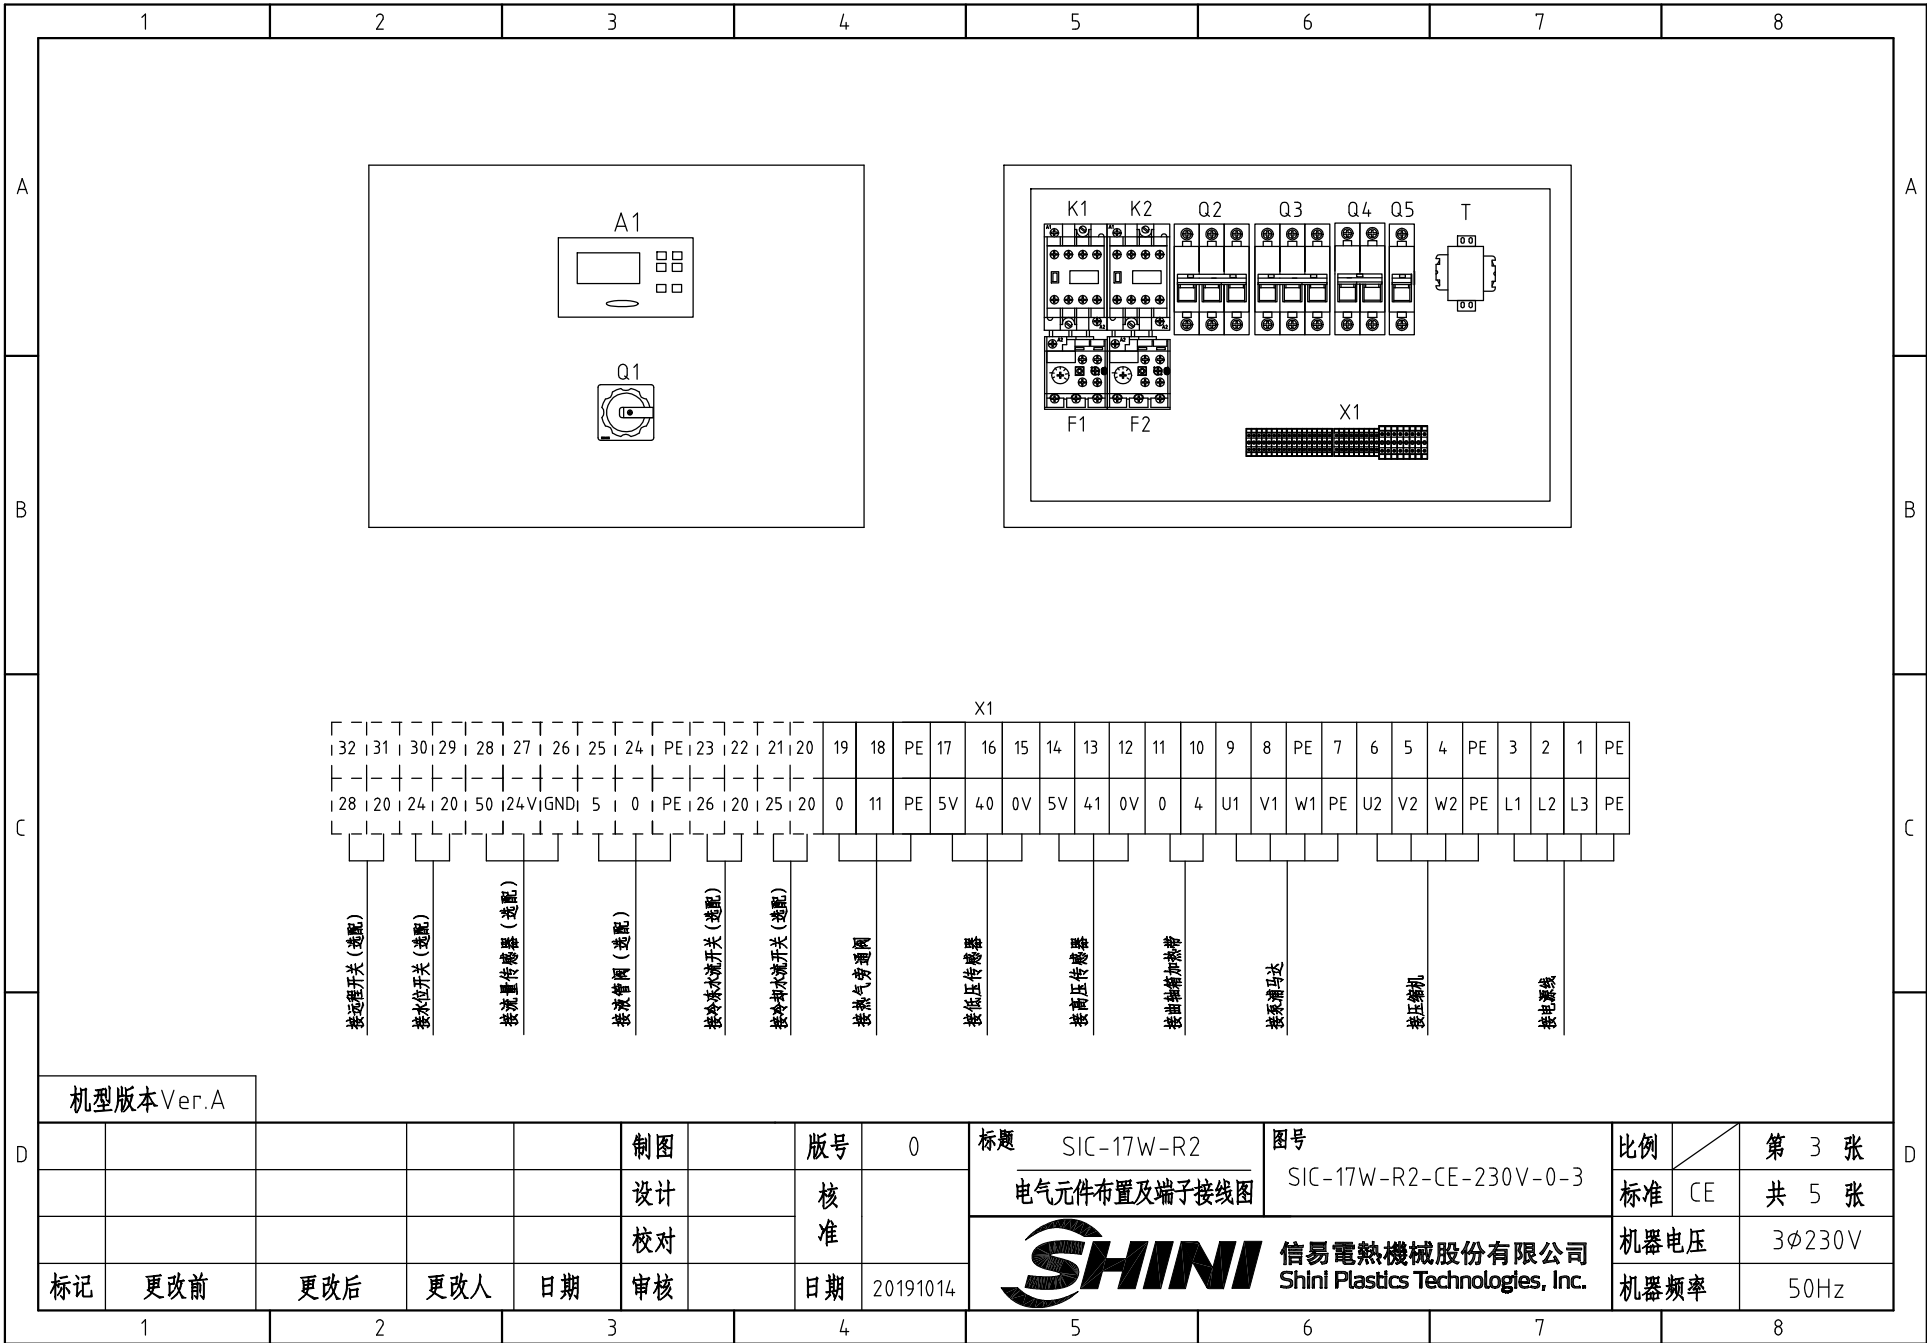 1 2 3 4 5 6 7 8
A A
A1
K1 K2 Q2 Q3 Q4 Q5 T
Q1
F1 F2
X1
B B
X1
32 31 30 29 28 27 26 25 24 PE 23 22 21 20 19 18 PE 17 16 15 14 13 12 11 10 9 8 PE 7 6 5 4 PE 3 2 1 PE
28 20 24 20 50 24V GND 5 0 PE 26 20 25 20 0 11 PE 5V 40 0V 5V 41 0V 0 4 U1 V1 W1 PE U2 V2 W2 PE L1 L2 L3 PE
C C
接远程开关(选配)
接水位开关(选配)
接流量传感器(选配)
接液管阀(选配)
接冷冻水流开关(选配)
接冷却水流开关(选配)
接热气旁通阀
接低压传感器
接高压传感器
接曲轴箱加热带
接泵浦马达
接压缩机
接电源线
机型版本Ver.A
D D
制图 版号 0
设计 核准
校对
标记 更改前 更改后 更改人 日期 审核 日期 20191014
标题 SIC-17W-R2
电气元件布置及端子接线图
图号
SIC-17W-R2-CE-230V-0-3
比例 第 3 张
标准 CE 共 5 张
机器电压 3Ø230V
机器频率 50Hz
SHINI
信易電熱機械股份有限公司
Shini Plastics Technologies, Inc.
1 2 3 4 5 6 7 8